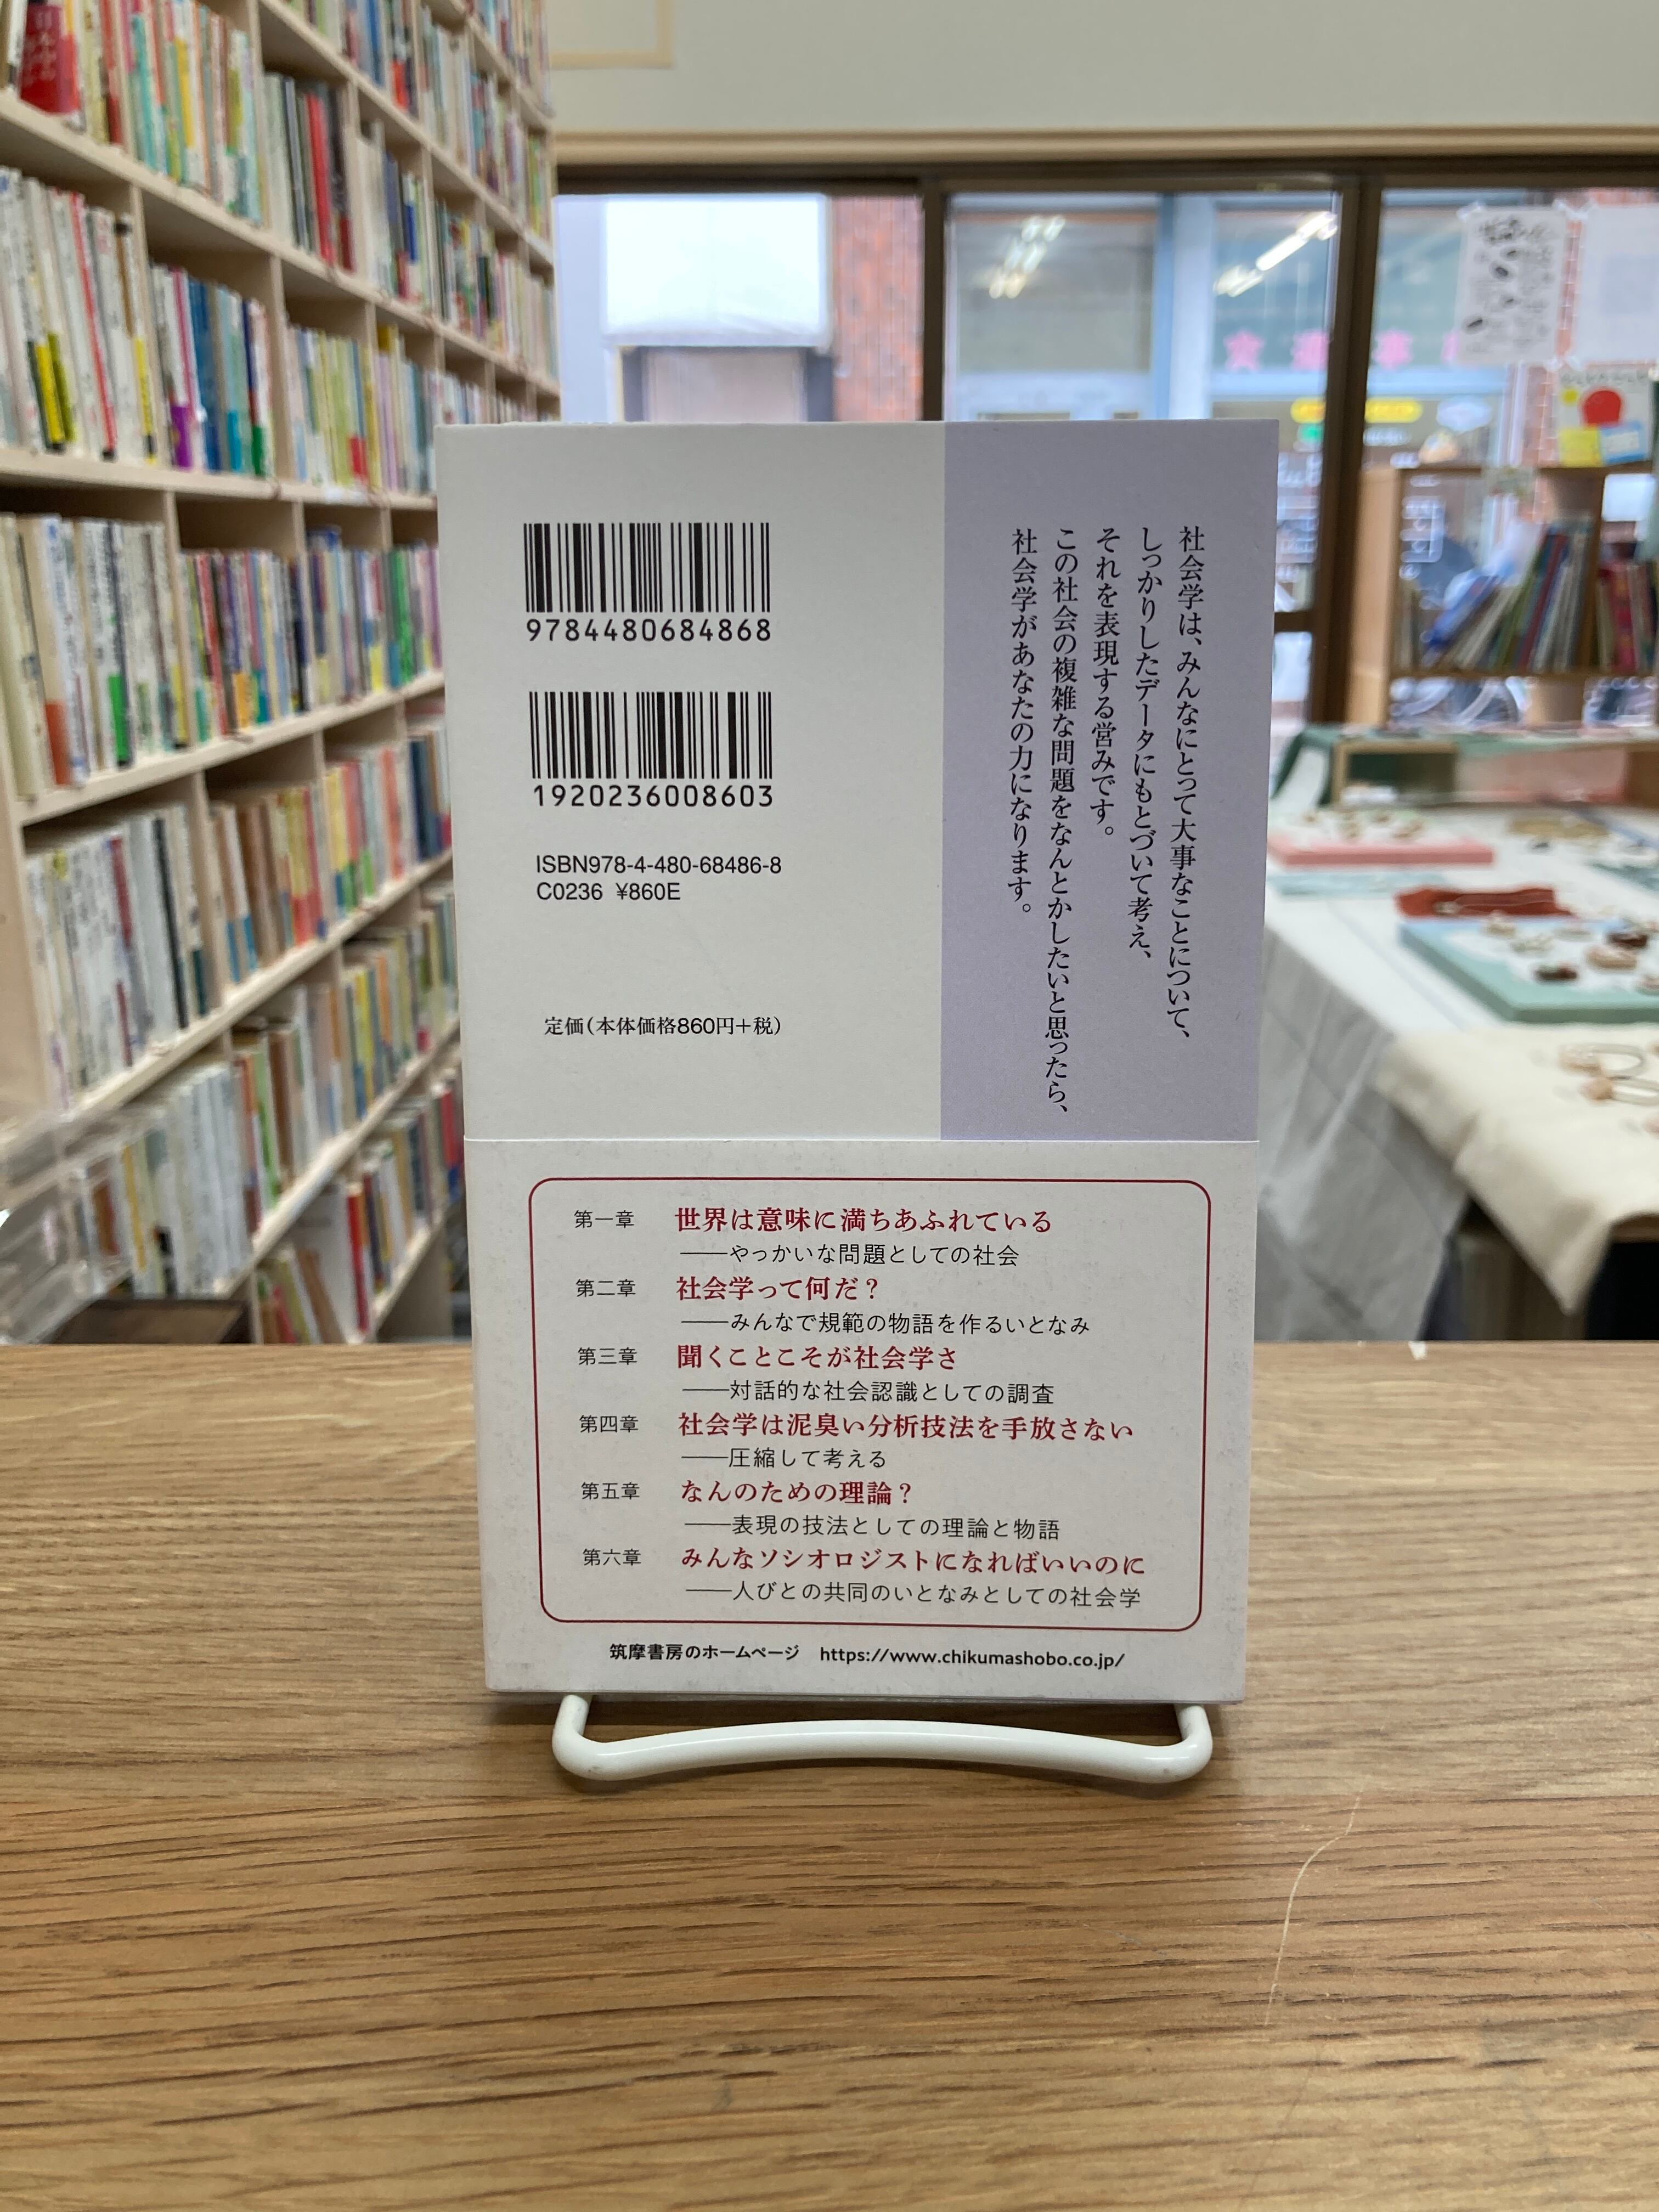 社会学は、みんなにとって大事なことについて、
しっかりしたデータにもとづいて考え、
それを表現する営みです。
この社会の複雑な問題をなんとかしたいと思ったら、
社会学があなたの力になります。
9784480684868
1920236008603
ISBN978-4-480-68486-8
C0236 ¥860E
定価(本体価格860円+税)
第一章 世界は意味に満ちあふれている
――やっかいな問題としての社会
第二章 社会学って何だ?
――みんなで規範の物語を作るいとなみ
第三章 聞くことこそが社会学さ
――対話的な社会認識としての調査
第四章 社会学は泥臭い分析技法を手放さない
――圧縮して考える
第五章 なんのための理論?
――表現の技法としての理論と物語
第六章 みんなソシオロジストになればいいのに
――人びとの共同のいとなみとしての社会学
筑摩書房のホームページ https://www.chikumashobo.co.jp/